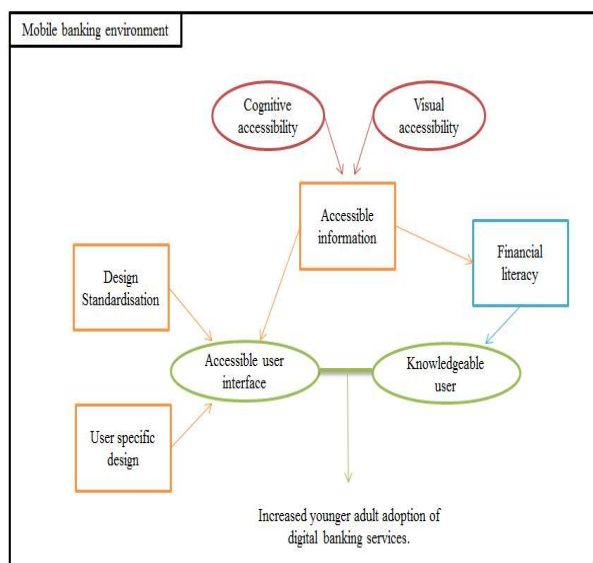 Mobile banking environment
Cognitive
accessibility
Visual
accessibility
Accessible
information
Financial
literacy
Design
Standardisation
Accessible user
interface
Knowledgeable
user
User specific
design
Increased younger adult adoption of
digital banking services.